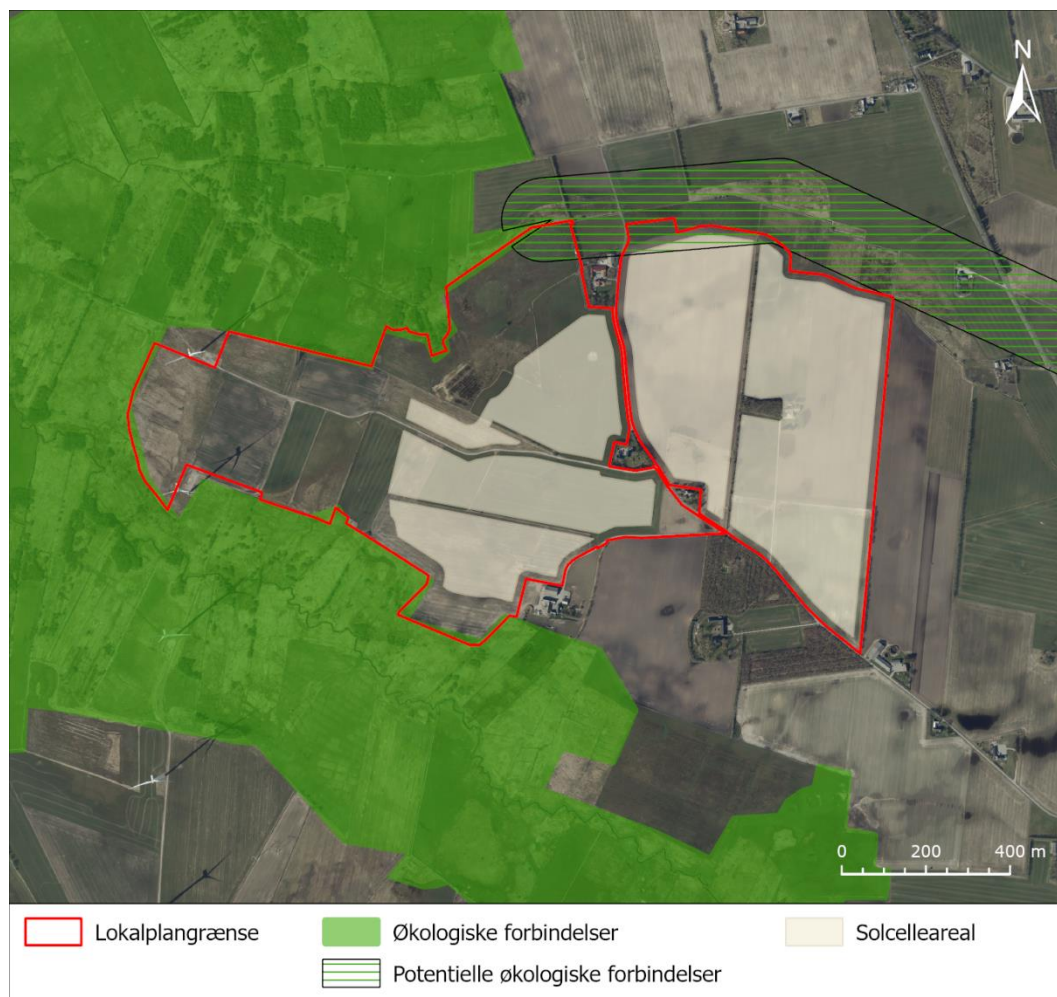 N
0 200 400 m
Lokalplangrænse
Økologiske forbindelser
Solcelleareal
Potentielle økologiske forbindelser